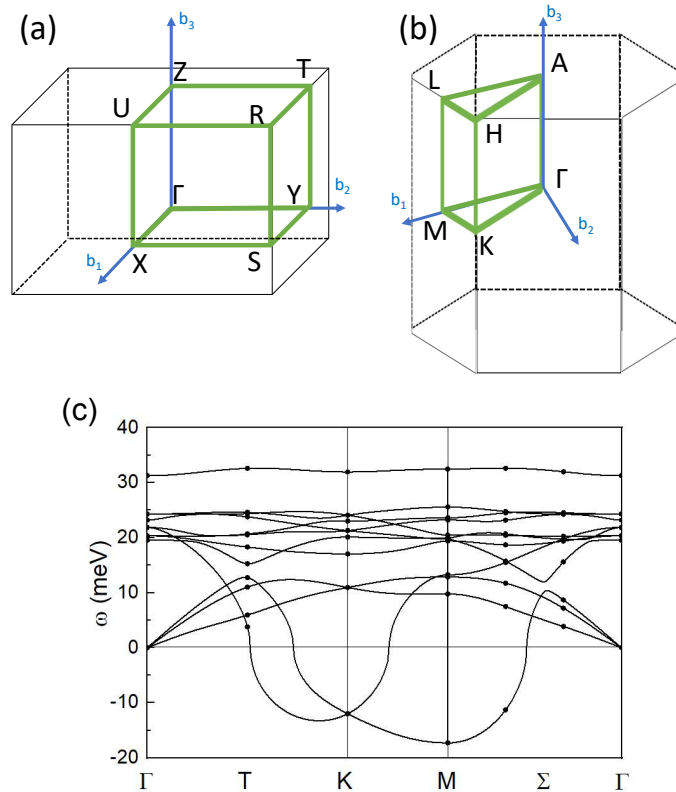 (a)
b₃
Z
T
U
R
Γ
Y
b₂
b₁
X
S
(b)
b₃
A
L
H
Γ
b₁
M
K
b₂
(c)
ω (meV)
40
30
20
10
0
-10
-20
Γ T K M Σ Γ